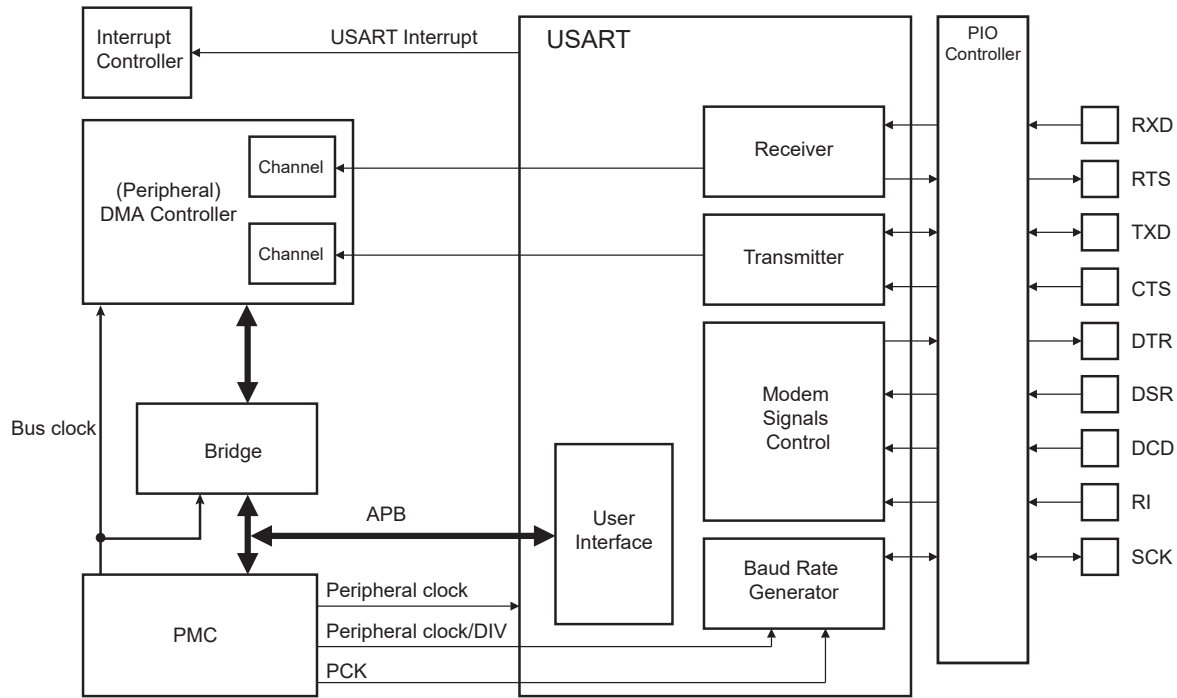 Interrupt
Controller
USART Interrupt
USART
PIO
Controller
(Peripheral)
DMA Controller
Channel
Channel
Receiver
Transmitter
Modem
Signals
Control
RXD
RTS
TXD
CTS
DTR
DSR
DCD
RI
SCK
Bus clock
Bridge
APB
User
Interface
Baud Rate
Generator
PMC
Peripheral clock
Peripheral clock/DIV
PCK